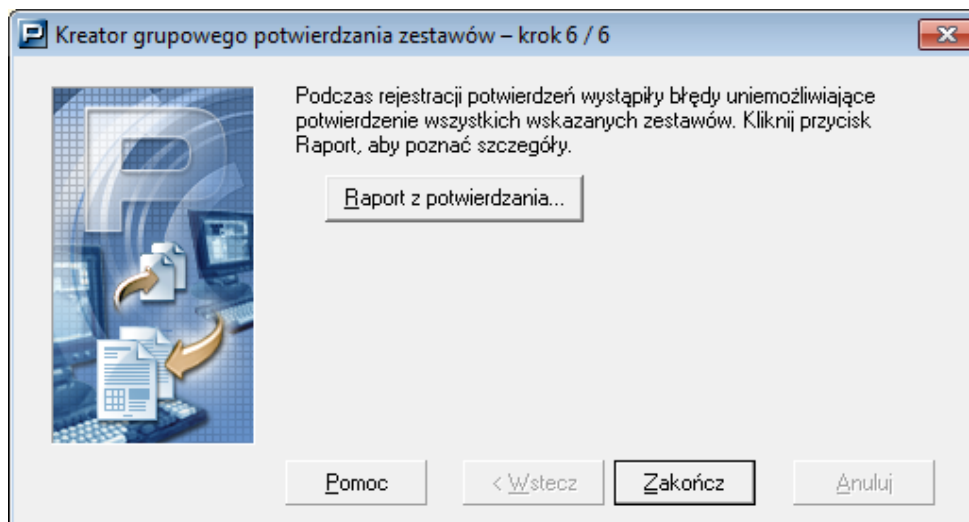 Kreator grupowego potwierdzania zestawów – krok 6 / 6
Podczas rejestracji potwierdzeń wystąpiły błędy uniemożliwiające
potwierdzenie wszystkich wskazanych zestawów. Kliknij przycisk
Raport, aby poznać szczegóły.
Raport z potwierdzania...
Pomoc
< Wstecz
Zakończ
Anuluj